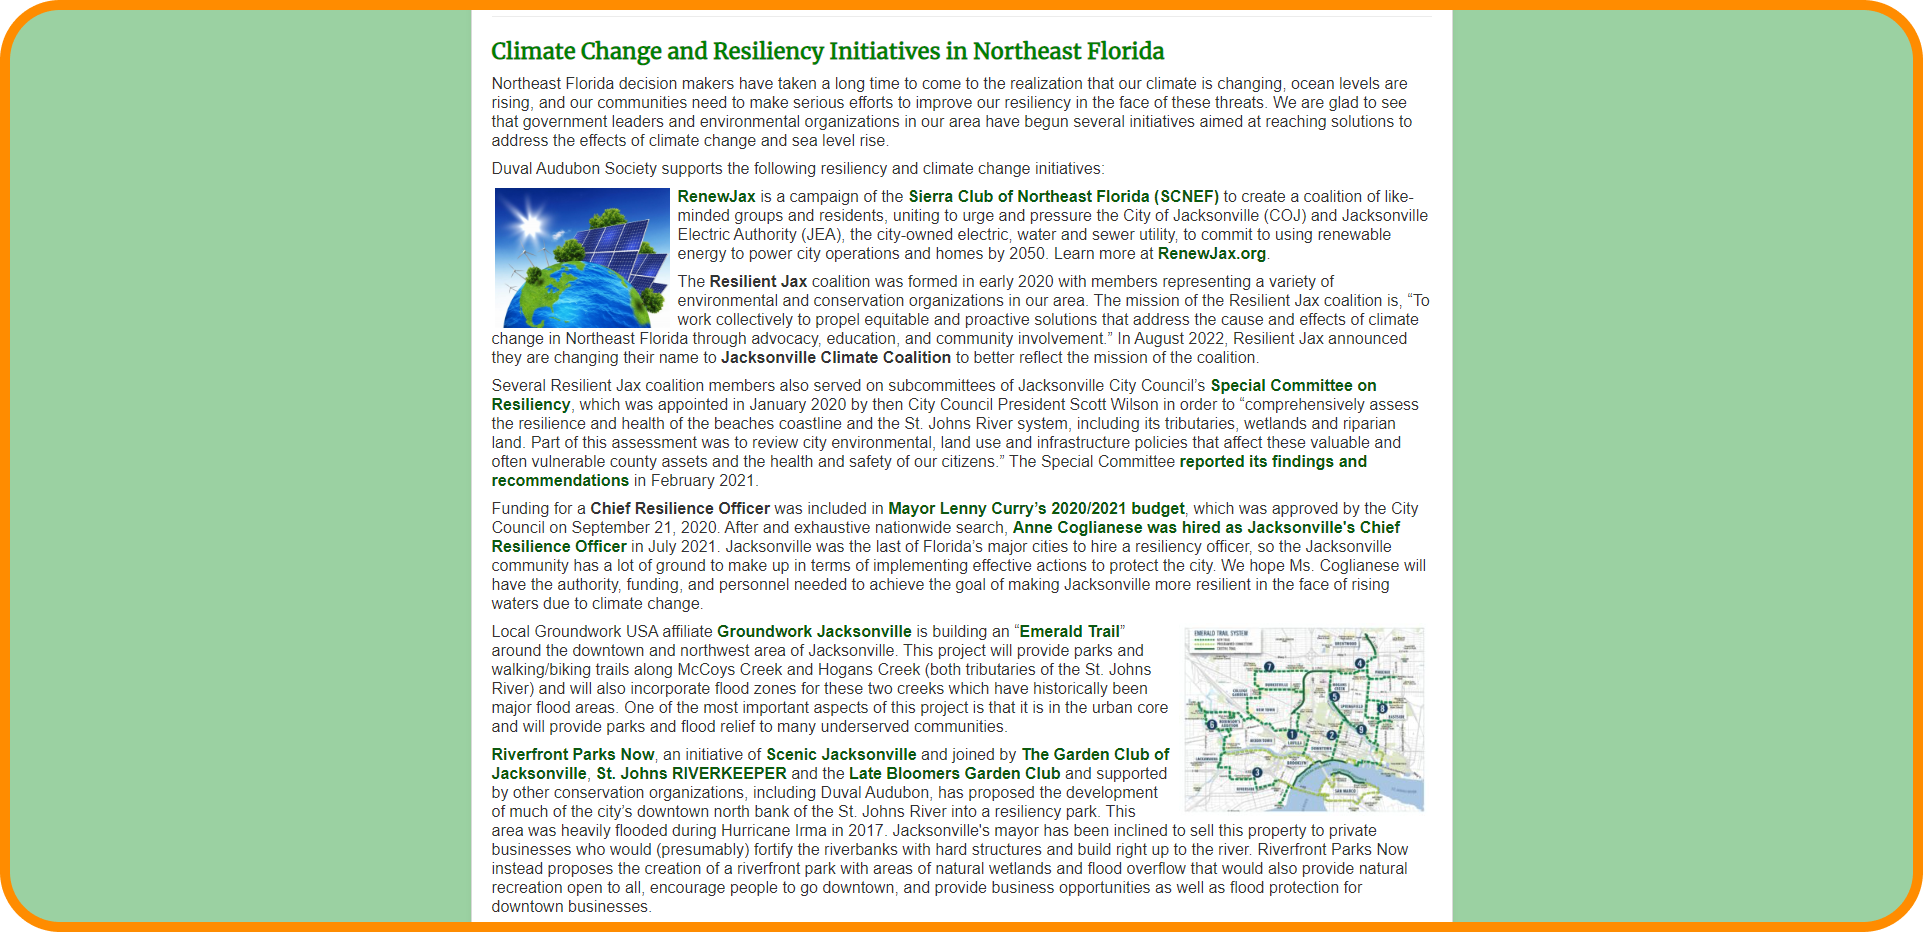 Climate Change and Resiliency Initiatives in Northeast Florida
Northeast Florida decision makers have taken a long time to come to the realization that our climate is changing, ocean levels are
rising, and our communities need to make serious efforts to improve our resiliency in the face of these threats. We are glad to see
that government leaders and environmental organizations in our area have begun several initiatives aimed at reaching solutions to
address the effects of climate change and sea level rise.
Duval Audubon Society supports the following resiliency and climate change initiatives:
RenewJax is a campaign of the Sierra Club of Northeast Florida (SCNEF) to create a coalition of like-
minded groups and residents, uniting to urge and pressure the City of Jacksonville (COJ) and Jacksonville
Electric Authority (JEA), the city-owned electric, water and sewer utility, to commit to using renewable
energy to power city operations and homes by 2050. Learn more at RenewJax.org.
The Resilient Jax coalition was formed in early 2020 with members representing a variety of
environmental and conservation organizations in our area. The mission of the Resilient Jax coalition is, “To
work collectively to propel equitable and proactive solutions that address the cause and effects of climate
change in Northeast Florida through advocacy, education, and community involvement.” In August 2022, Resilient Jax announced
they are changing their name to Jacksonville Climate Coalition to better reflect the mission of the coalition.
Several Resilient Jax coalition members also served on subcommittees of Jacksonville City Council’s Special Committee on
Resiliency, which was appointed in January 2020 by then City Council President Scott Wilson in order to “comprehensively assess
the resilience and health of the beaches coastline and the St. Johns River system, including its tributaries, wetlands and riparian
land. Part of this assessment was to review city environmental, land use and infrastructure policies that affect these valuable and
often vulnerable county assets and the health and safety of our citizens.” The Special Committee reported its findings and
recommendations in February 2021.
Funding for a Chief Resilience Officer was included in Mayor Lenny Curry’s 2020/2021 budget, which was approved by the City
Council on September 21, 2020. After and exhaustive nationwide search, Anne Coglianese was hired as Jacksonville's Chief
Resilience Officer in July 2021. Jacksonville was the last of Florida’s major cities to hire a resiliency officer, so the Jacksonville
community has a lot of ground to make up in terms of implementing effective actions to protect the city. We hope Ms. Coglianese will
have the authority, funding, and personnel needed to achieve the goal of making Jacksonville more resilient in the face of rising
waters due to climate change.
Local Groundwork USA affiliate Groundwork Jacksonville is building an “Emerald Trail”
around the downtown and northwest area of Jacksonville. This project will provide parks and
walking/biking trails along McCoys Creek and Hogans Creek (both tributaries of the St. Johns
River) and will also incorporate flood zones for these two creeks which have historically been
major flood areas. One of the most important aspects of this project is that it is in the urban core
and will provide parks and flood relief to many underserved communities.
EMERALD TRAIL SYSTEM
7
4
5
8
6
1
2
9
3
Riverfront Parks Now, an initiative of Scenic Jacksonville and joined by The Garden Club of
Jacksonville, St. Johns RIVERKEEPER and the Late Bloomers Garden Club and supported
by other conservation organizations, including Duval Audubon, has proposed the development
of much of the city’s downtown north bank of the St. Johns River into a resiliency park. This
area was heavily flooded during Hurricane Irma in 2017. Jacksonville's mayor has been inclined to sell this property to private
businesses who would (presumably) fortify the riverbanks with hard structures and build right up to the river. Riverfront Parks Now
instead proposes the creation of a riverfront park with areas of natural wetlands and flood overflow that would also provide natural
recreation open to all, encourage people to go downtown, and provide business opportunities as well as flood protection for
downtown businesses.